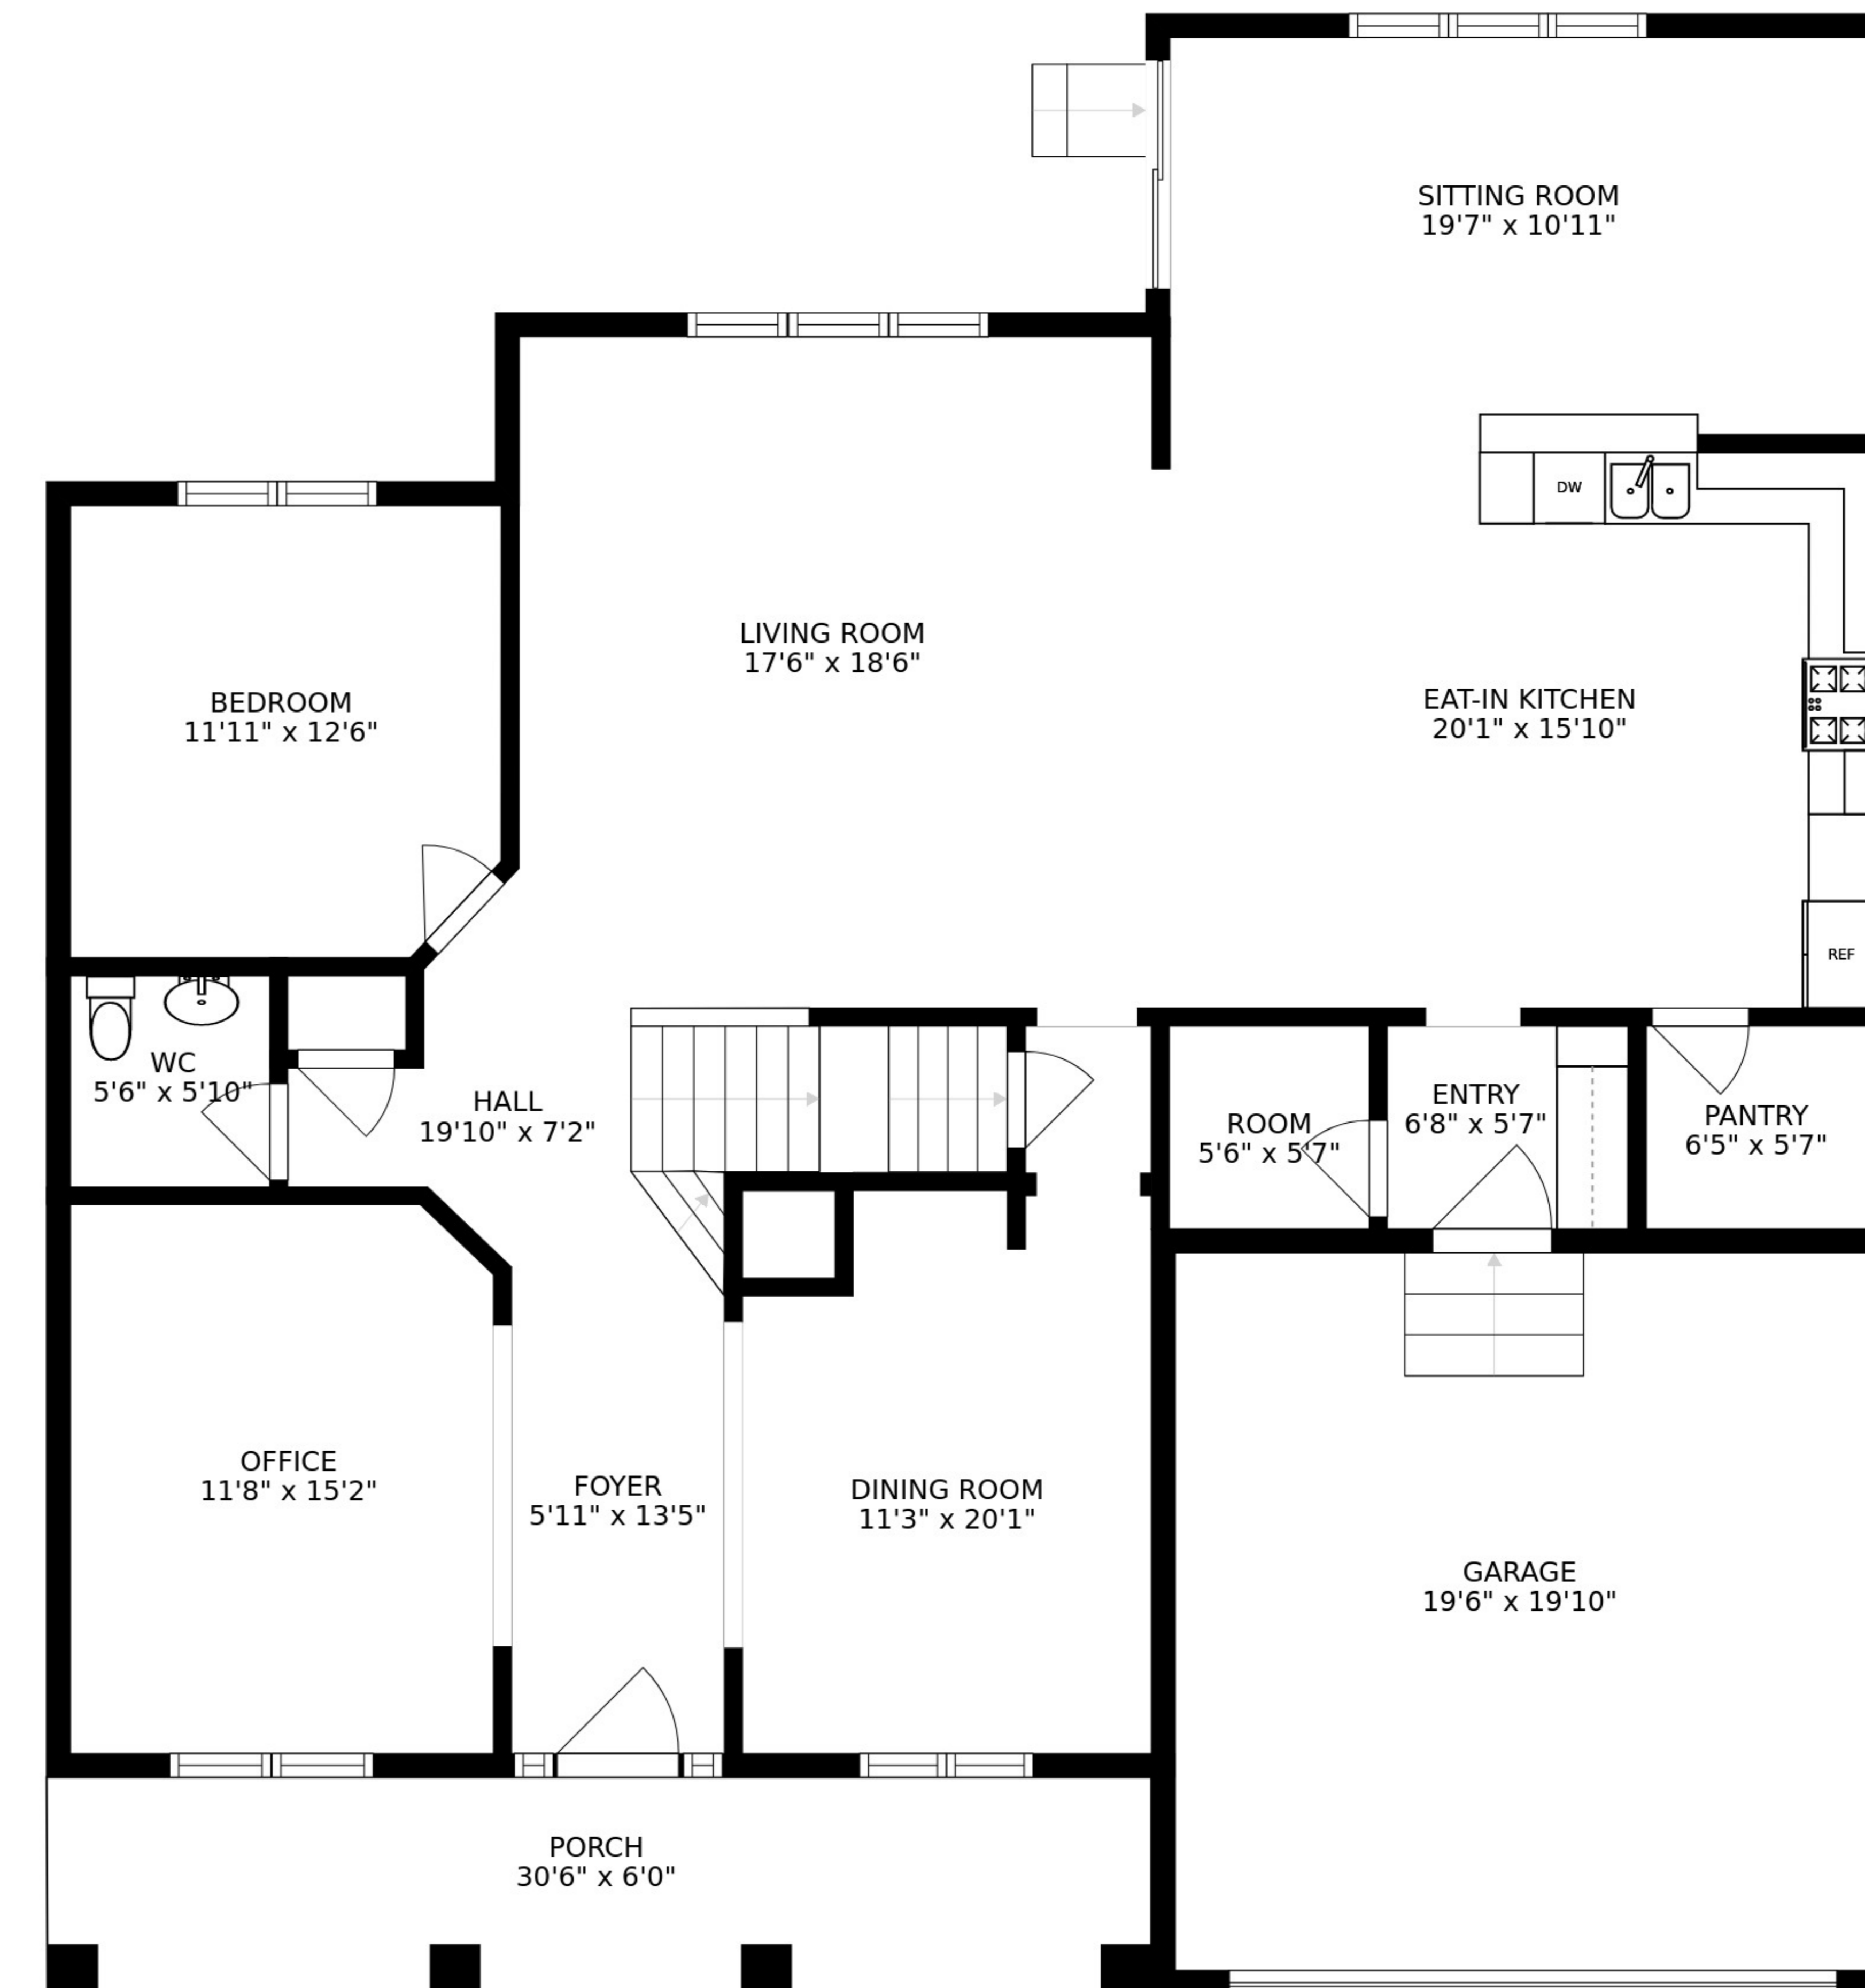 SITTING ROOM
19'7" x 10'11"
DW
LIVING ROOM
17'6" x 18'6"
BEDROOM
11'11" x 12'6"
EAT-IN KITCHEN
20'1" x 15'10"
REF
WC
5'6" x 5'10"
HALL
19'10" x 7'2"
ROOM
5'6" x 5'7"
ENTRY
6'8" x 5'7"
PANTRY
6'5" x 5'7"
OFFICE
11'8" x 15'2"
FOYER
5'11" x 13'5"
DINING ROOM
11'3" x 20'1"
GARAGE
19'6" x 19'10"
PORCH
30'6" x 6'0"